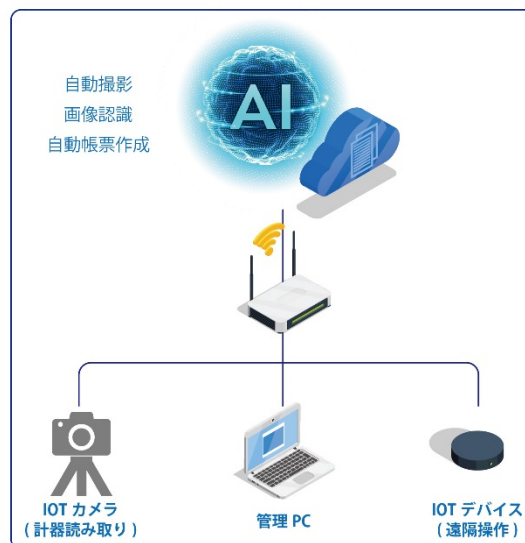 自動撮影
画像認識
自動帳票作成
AI
IOT カメラ
( 計器読み取り )
管理 PC
IOT デバイス
( 遠隔操作 )